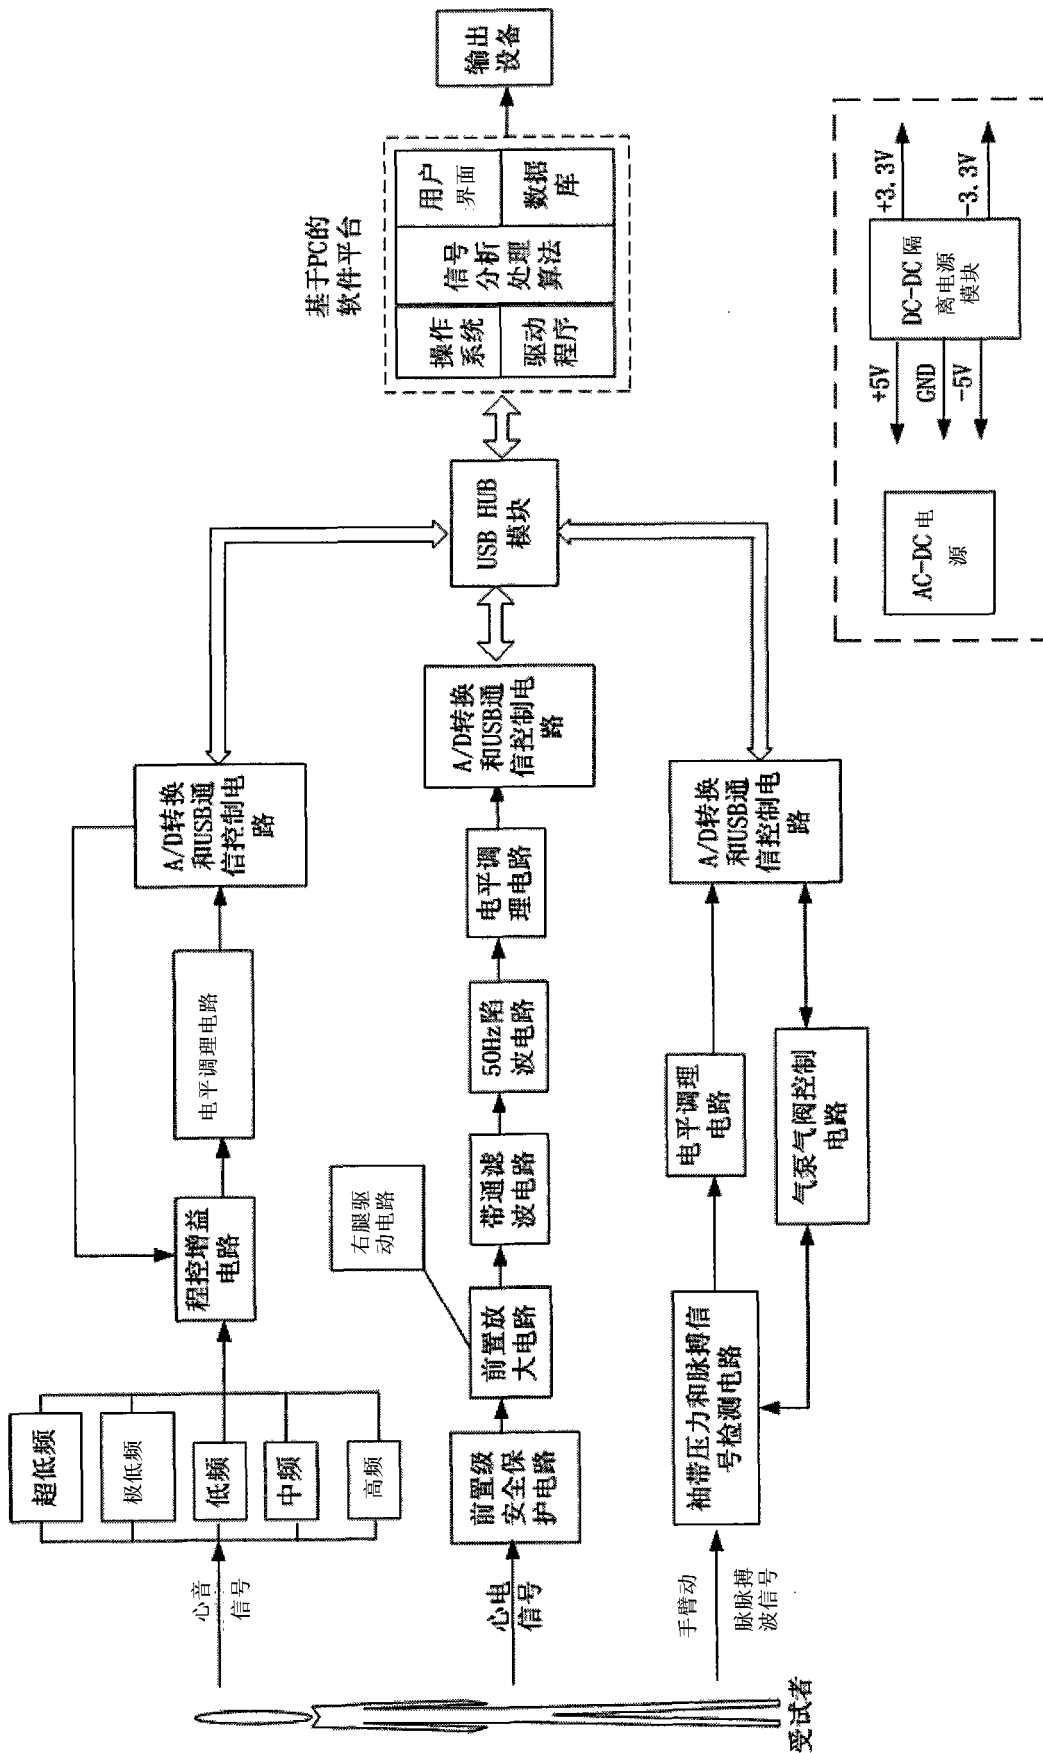 受试者
心音
信号
超低频
极低频
低频
中频
高频
程控增益
电路
电平调理电路
A/D转换
和USB通
信控制电
路
心电
信号
前置级
安全保
护电路
前置放
大电路
右腿驱
动电路
带通滤
波电路
50Hz陷
波电路
电平调
理电路
A/D转换
和USB通
信控制电
路
手臂动
脉脉搏
波信号
袖带压力和脉搏信
号检测电路
电平调理
电路
气泵气阀控制
电路
A/D转换
和USB通
信控制电
路
USB HUB
模块
基于PC的
软件平台
操作
系统
驱动
程序
信号
分析
处理
算法
用户
界面
数据
库
输出
设备
AC-DC电
源
+5V
GND
-5V
DC-DC隔
离电源
模块
+3.3V
-3.3V